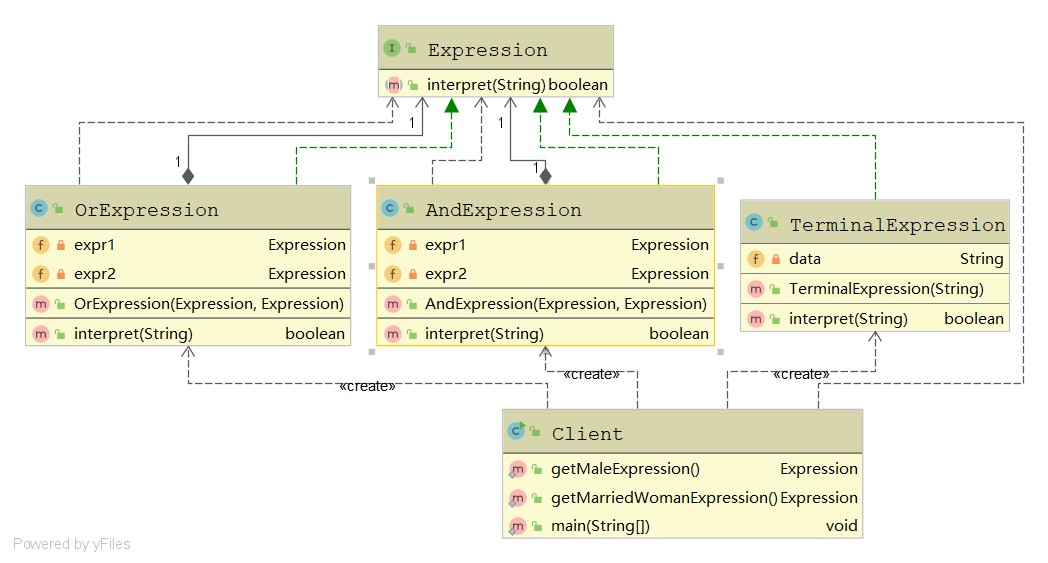 Expression
interpret(String) boolean
1
1
1
1
OrExpression
expr1 Expression
expr2 Expression
OrExpression(Expression, Expression)
interpret(String) boolean
AndExpression
expr1 Expression
expr2 Expression
AndExpression(Expression, Expression)
interpret(String) boolean
TerminalExpression
data String
TerminalExpression(String)
interpret(String) boolean
«create»
«create»
«create»
Client
getMaleExpression() Expression
getMarriedWomanExpression() Expression
main(String[]) void
Powered by yFiles